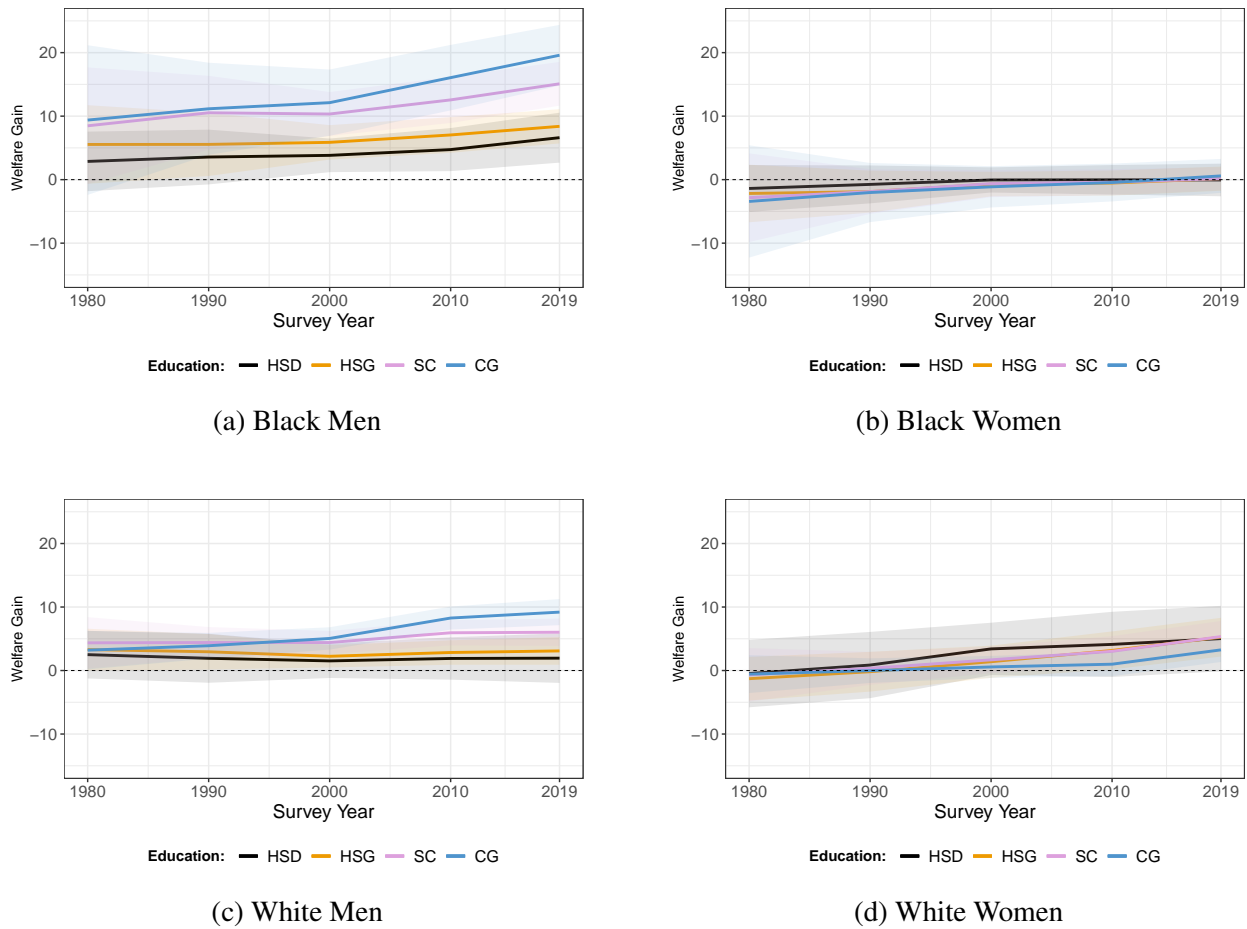 Welfare Gain
20
10
0
−10
1980 1990 2000 2010 2019
Survey Year
Education: HSD HSG SC CG
(a) Black Men
Welfare Gain
20
10
0
−10
1980 1990 2000 2010 2019
Survey Year
Education: HSD HSG SC CG
(b) Black Women
Welfare Gain
20
10
0
−10
1980 1990 2000 2010 2019
Survey Year
Education: HSD HSG SC CG
(c) White Men
Welfare Gain
20
10
0
−10
1980 1990 2000 2010 2019
Survey Year
Education: HSD HSG SC CG
(d) White Women